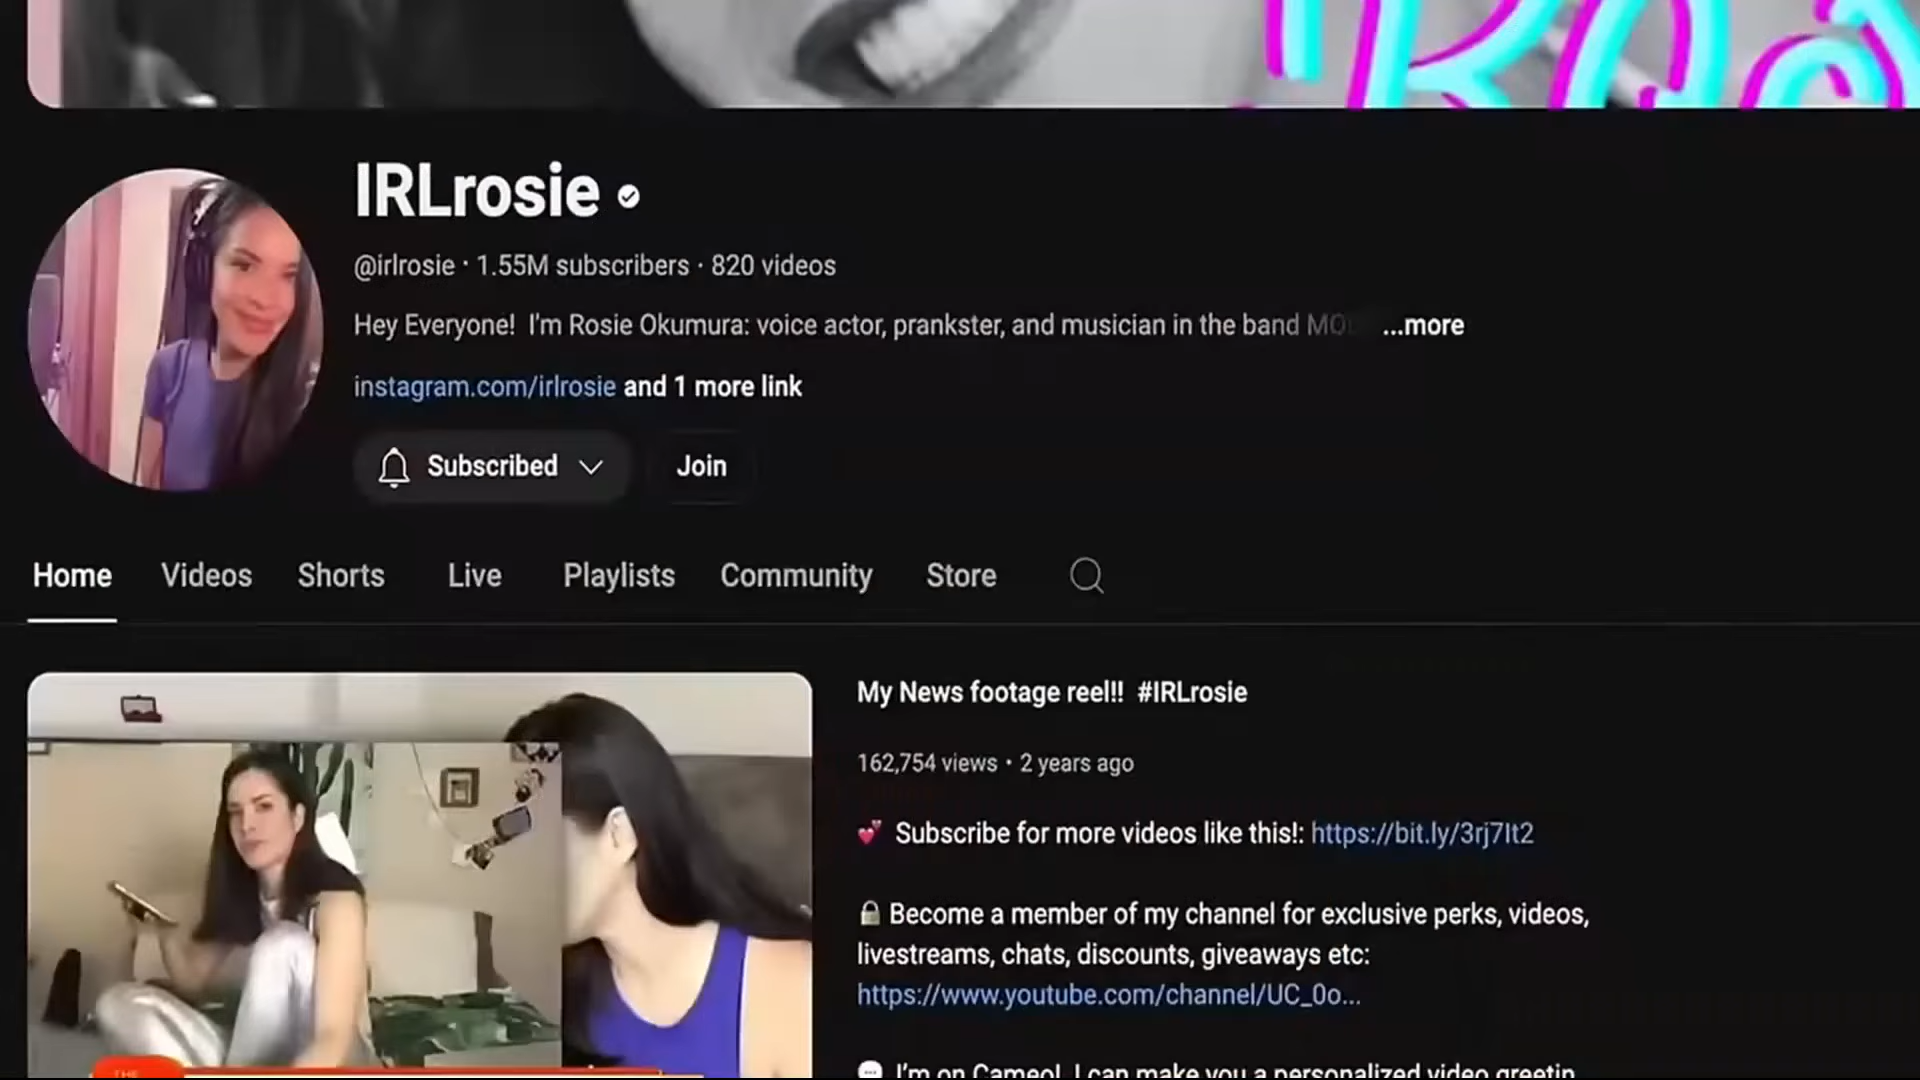 IRLrosie
@irlrosie · 1.55M subscribers · 820 videos
Hey Everyone! I'm Rosie Okumura: voice actor, prankster, and musician in the band ...more
instagram.com/irlrosie and 1 more link
Subscribed
Join
Home Videos Shorts Live Playlists Community Store
My News footage reel!! #IRLrosie
162,754 views • 2 years ago
💕 Subscribe for more videos like this!: https://bit.ly/3rj7It2
🔒 Become a member of my channel for exclusive perks, videos,
livestreams, chats, discounts, giveaways etc:
https://www.youtube.com/channel/UC_0o...
💬 I'm on Cameo! I can make you a personalized video greetin
THE